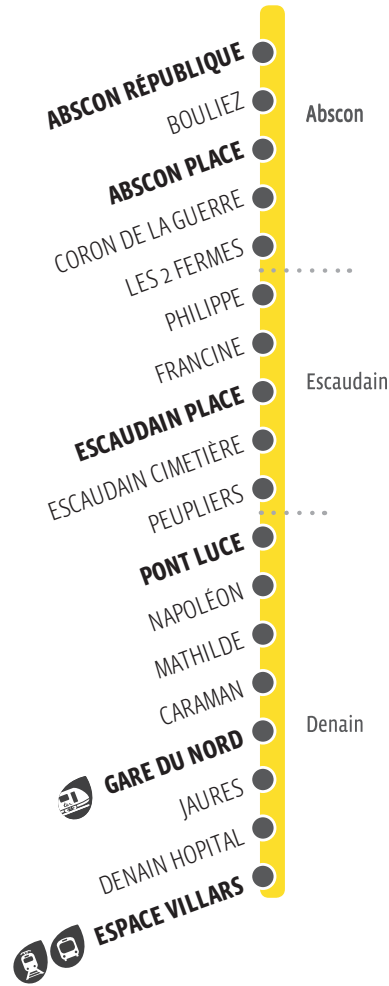 ABSCON RÉPUBLIQUE
BOULIEZ
Abscon
ABSCON PLACE
CORON DE LA GUERRE
LES 2 FERMES
PHILIPPE
FRANCINE
Escaudain
ESCAUDAIN PLACE
ESCAUDAIN CIMETIÈRE
PEUPLIERS
PONT LUCE
NAPOLÉON
MATHILDE
CARAMAN
Denain
GARE DU NORD
JAURES
DENAIN HOPITAL
ESPACE VILLARS